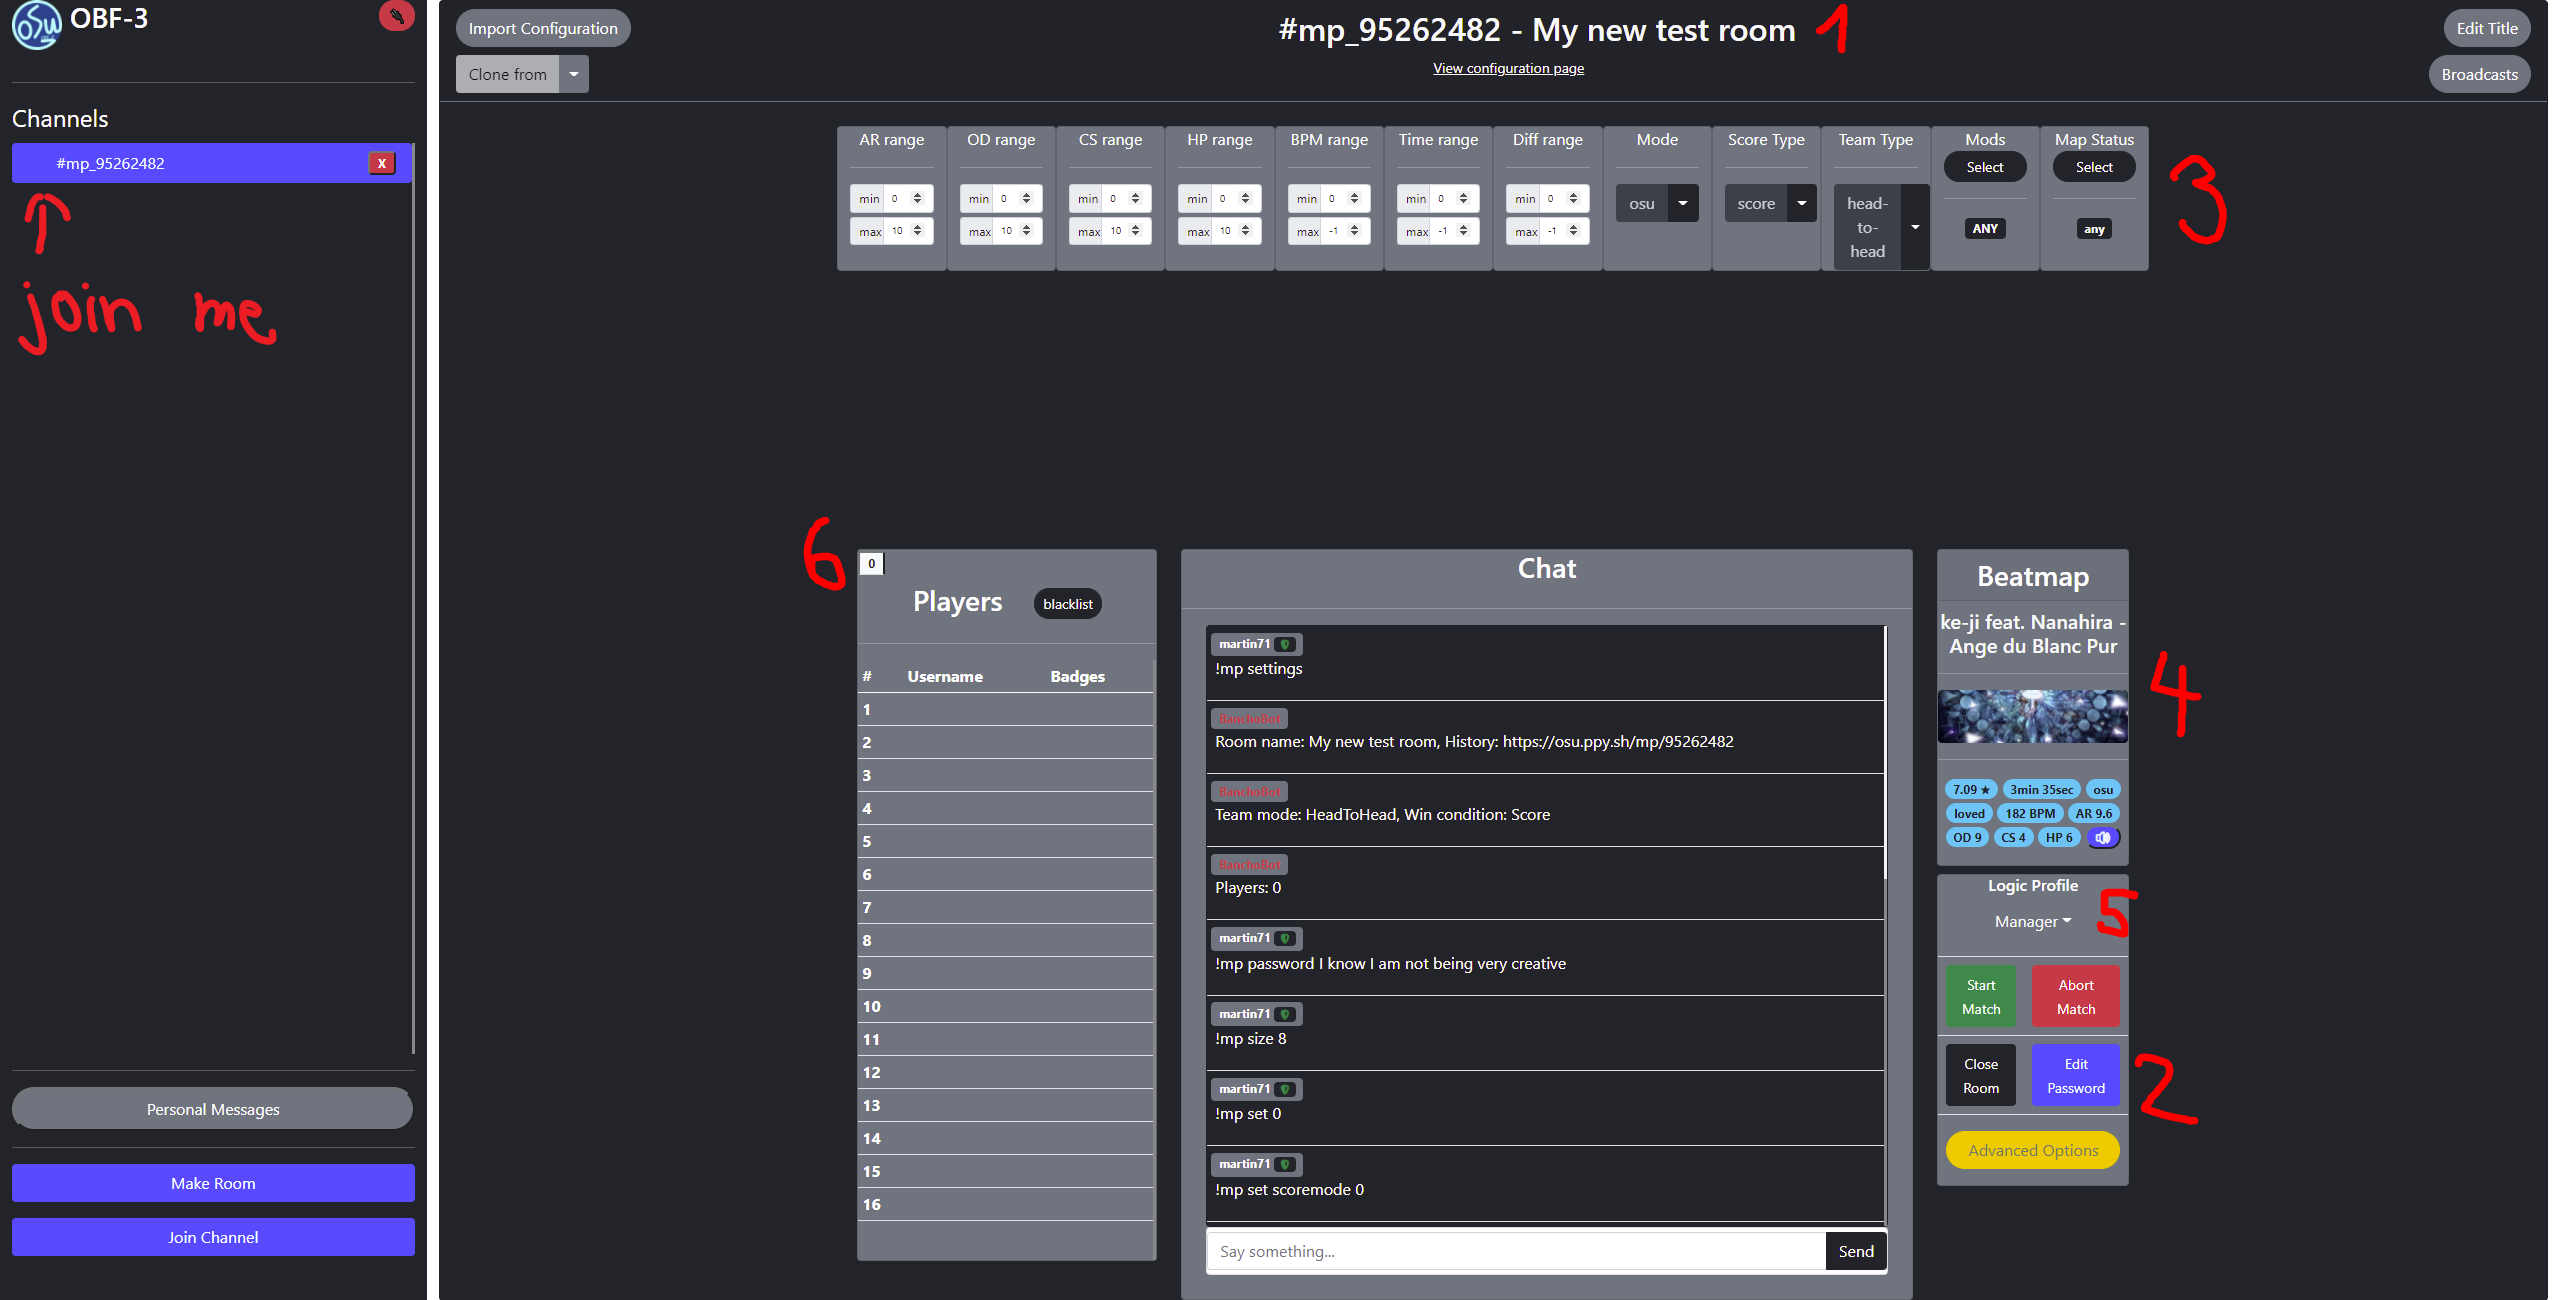 osu
OBF-3
Channels
#mp_95262482 x
join me
Personal Messages
Make Room
Join Channel
Import Configuration
Clone from
#mp_95262482 - My new test room 1
View configuration page
Edit Title
Broadcasts
AR range OD range CS range HP range BPM range Time range Diff range Mode Score Type Team Type Mods Map Status
Select Select
min 0 min 0 min 0 min 0 min 0 min 0 min 0
osu score head-to-head
max 10 max 10 max 10 max 10 max -1 max -1 max -1
ANY any
3
6
0
Players blacklist
# Username Badges
1
2
3
4
5
6
7
8
9
10
11
12
13
14
15
16
Chat
martin71
!mp settings
BanchoBot
Room name: My new test room, History: https://osu.ppy.sh/mp/95262482
BanchoBot
Team mode: HeadToHead, Win condition: Score
BanchoBot
Players: 0
martin71
!mp password I know I am not being very creative
martin71
!mp size 8
martin71
!mp set 0
martin71
!mp set scoremode 0
Say something...
Send
Beatmap
ke-ji feat. Nanahira -
Ange du Blanc Pur
4
7.09 ★ 3min 35sec osu
loved 182 BPM AR 9.6
OD 9 CS 4 HP 6
Logic Profile
Manager
5
Start
Match
Abort
Match
Close
Room
Edit
Password
2
Advanced Options